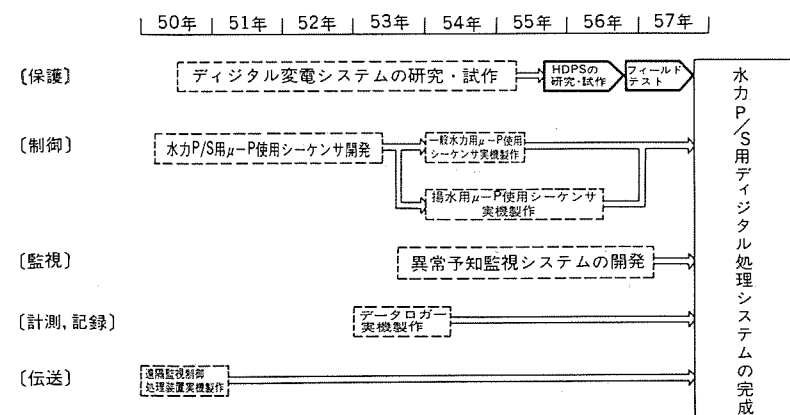 50年 51年 52年 53年 54年 55年 56年 57年
〔保護〕
ディジタル変電システムの研究・試作
HDPSの
研究・試作
フィールド
テスト
〔制御〕
水力P/S用μ-P使用シーケンサ開発
一般水力用μ-P使用
シーケンサ実機製作
揚水用μ-P使用シーケンサ
実機製作
〔監視〕
異常予知監視システムの開発
〔計測,記録〕
データロガー
実機製作
〔伝送〕
遠隔監視制御
処理装置実機製作
水力P/S用ディジタル処理システムの完成